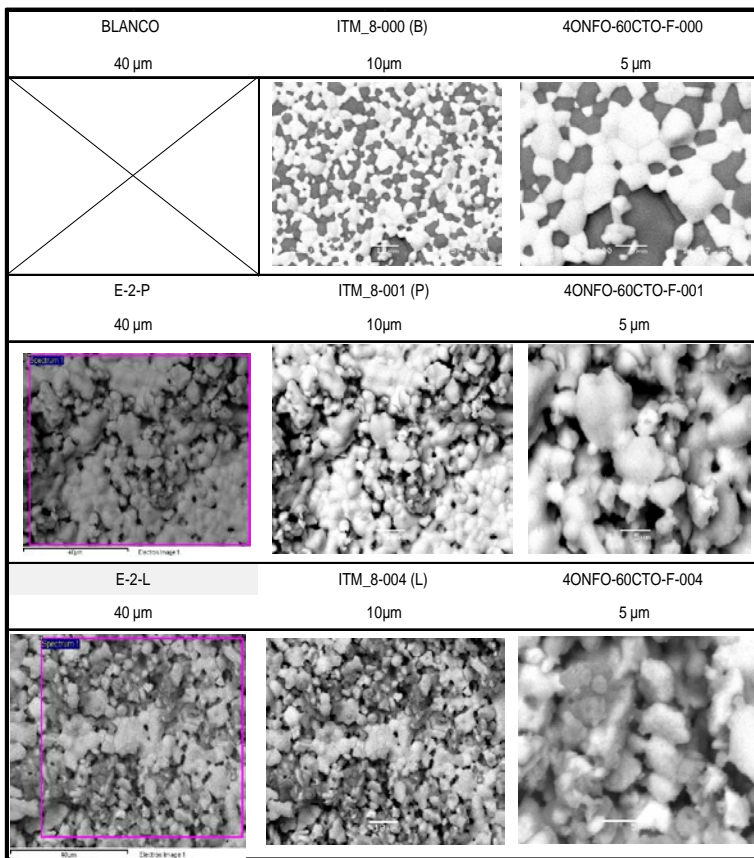 BLANCO
ITM_8-000 (B)
4ONFO-60CTO-F-000
40 µm
10µm
5 µm
E-2-P
ITM_8-001 (P)
4ONFO-60CTO-F-001
40 µm
10µm
5 µm
Spectrum 1
40µm
Electron Image 1
E-2-L
ITM_8-004 (L)
4ONFO-60CTO-F-004
40 µm
10µm
5 µm
Spectrum 1
40µm
Electron Image 1